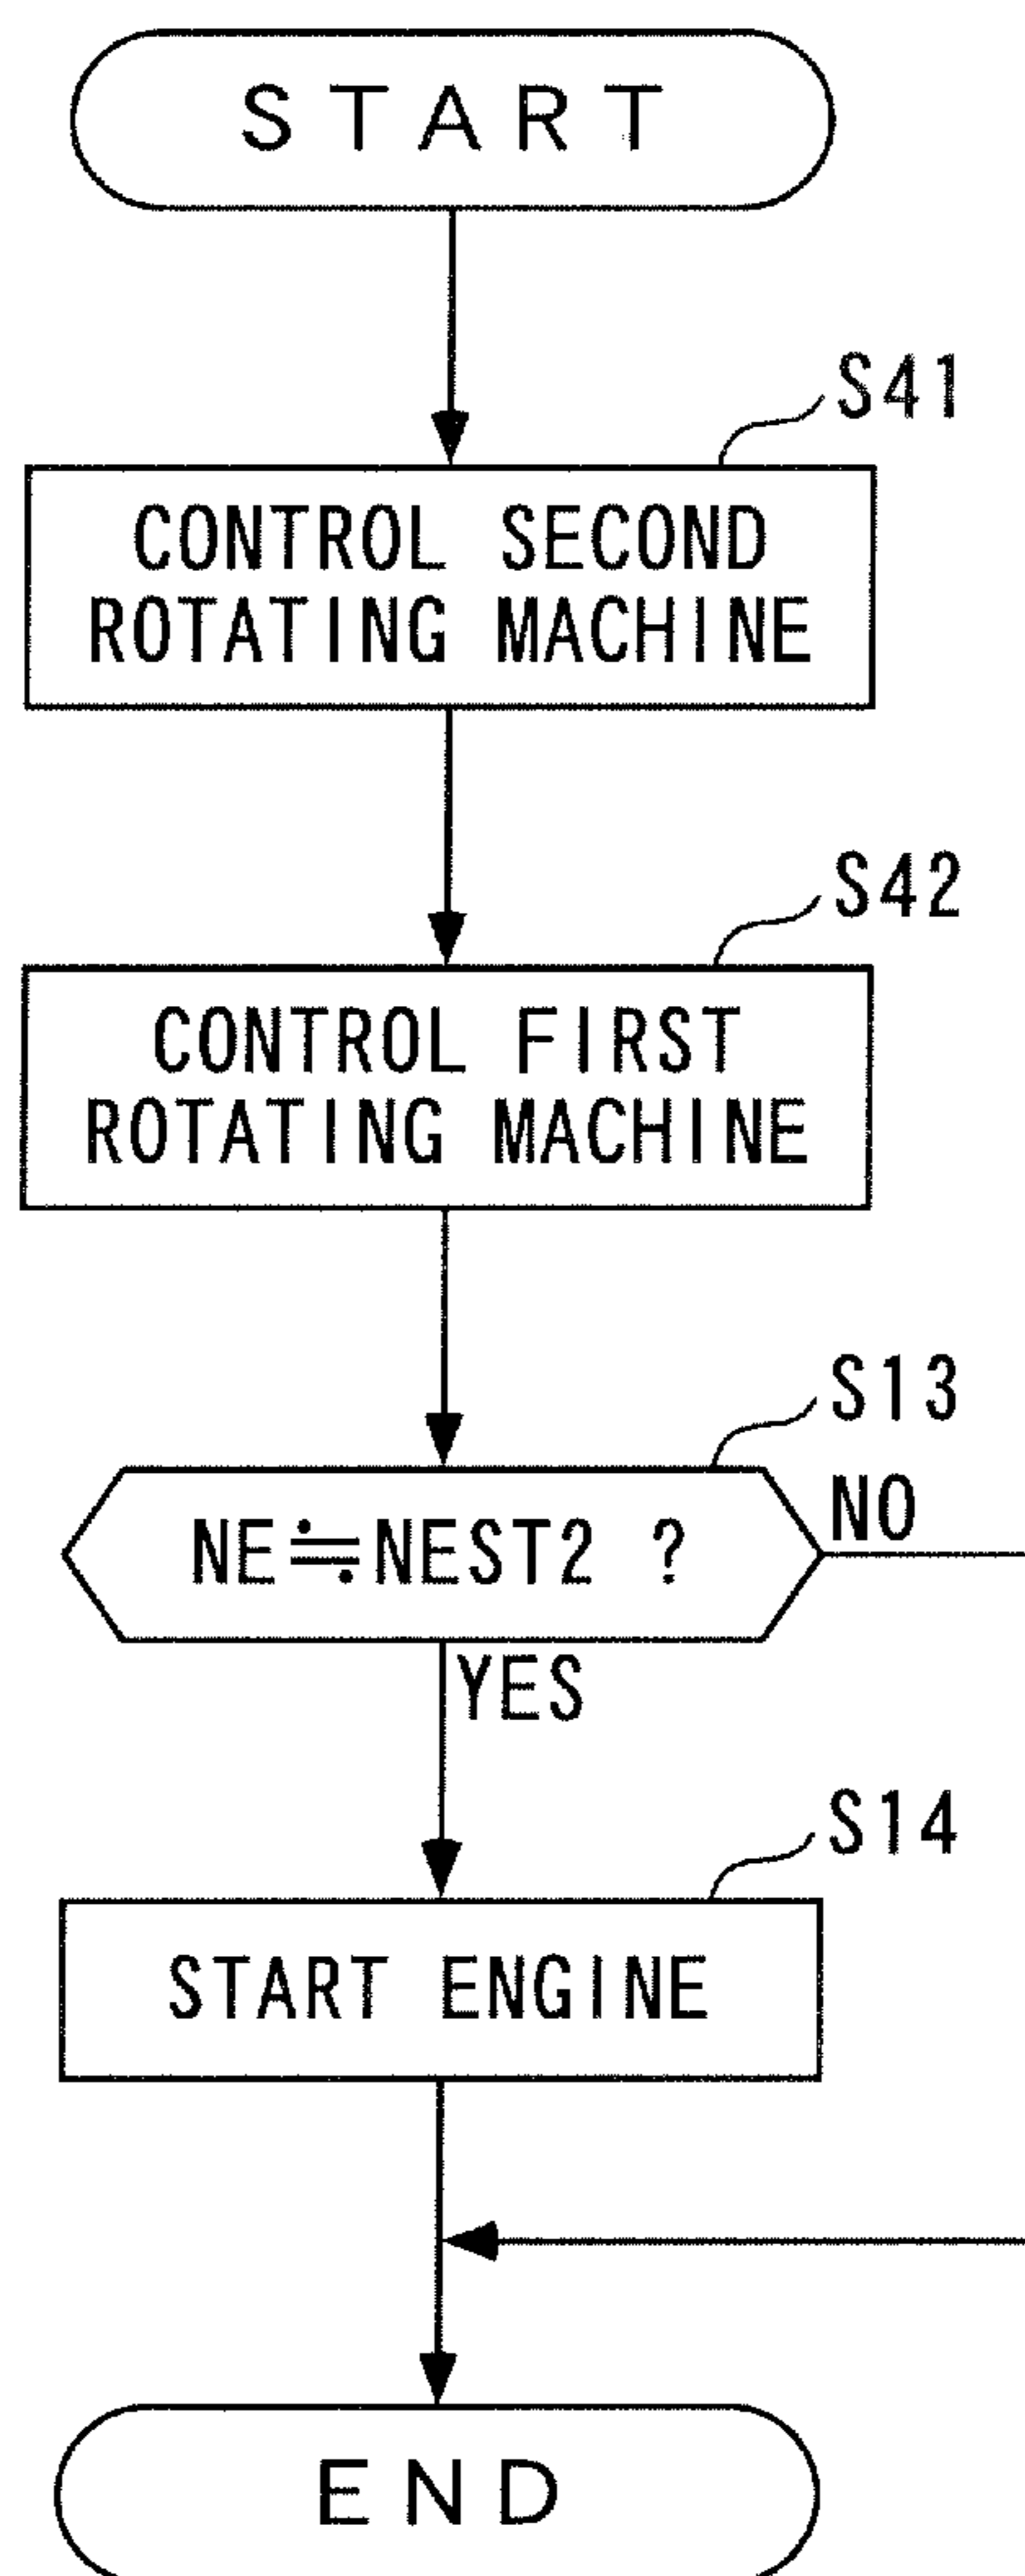 START
S41
CONTROL SECOND
ROTATING MACHINE
S42
CONTROL FIRST
ROTATING MACHINE
S13
NE≒NEST2 ?
NO
YES
S14
START ENGINE
END